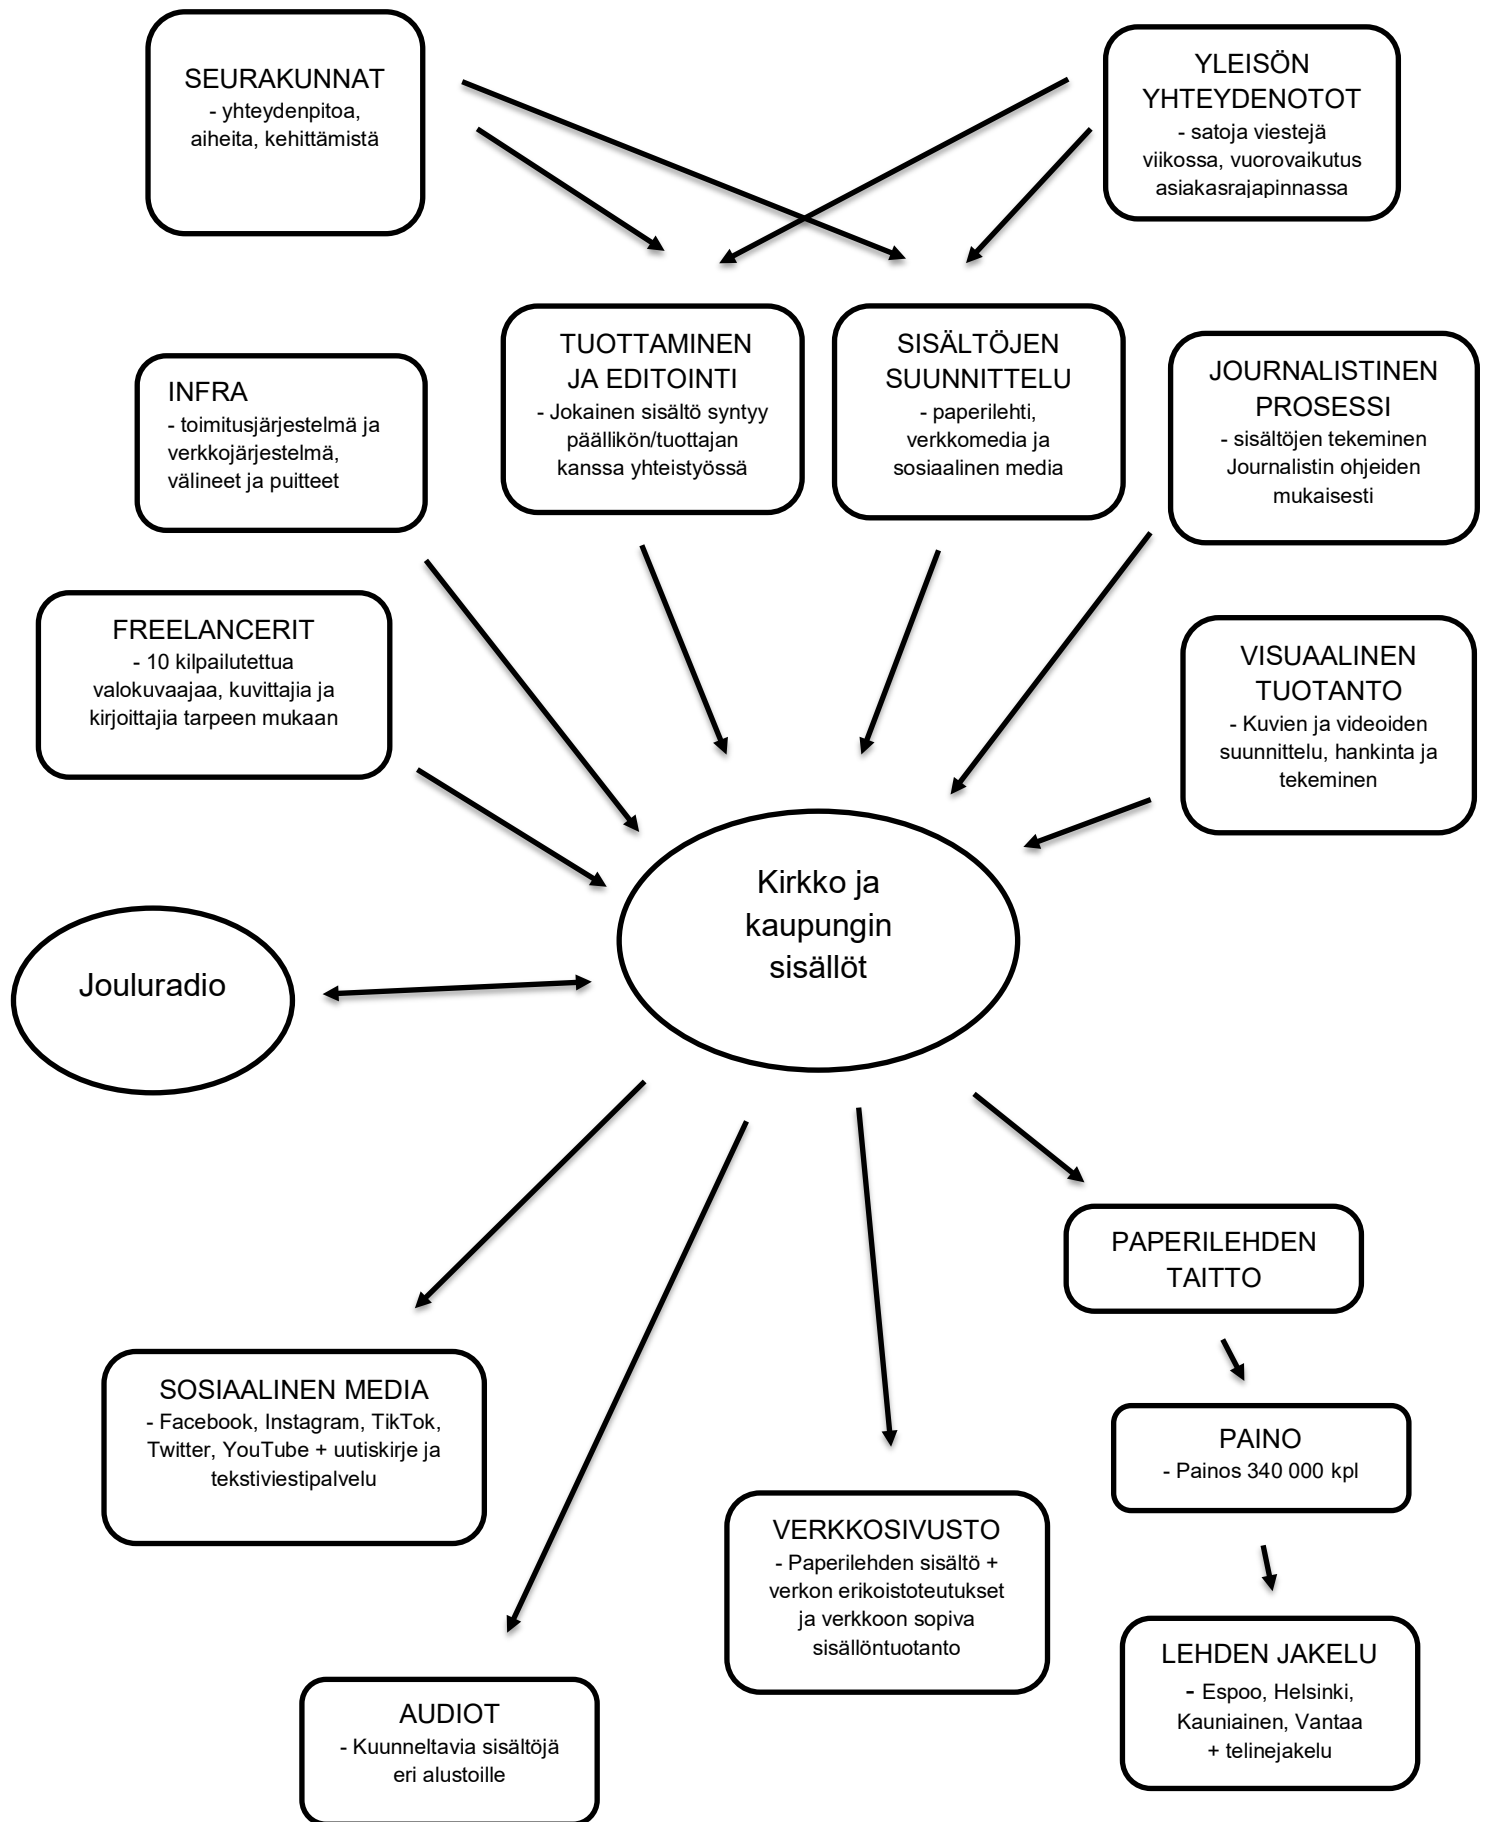 SEURAKUNNAT
- yhteydenpitoa,
aiheita, kehittämistä
YLEISÖN
YHTEYDENOTOT
- satoja viestejä
viikossa, vuorovaikutus
asiakasrajapinnassa
INFRA
- toimitusjärjestelmä ja
verkkojärjestelmä,
välineet ja puitteet
TUOTTAMINEN
JA EDITOINTI
- Jokainen sisältö syntyy
päällikön/tuottajan
kanssa yhteistyössä
SISÄLTÖJEN
SUUNNITTELU
- paperilehti,
verkkomedia ja
sosiaalinen media
JOURNALISTINEN
PROSESSI
- sisältöjen tekeminen
Journalistin ohjeiden
mukaisesti
FREELANCERIT
- 10 kilpailutettua
valokuvaajaa, kuvittajia ja
kirjoittajia tarpeen mukaan
VISUAALINEN
TUOTANTO
- Kuvien ja videoiden
suunnittelu, hankinta ja
tekeminen
Kirkko ja
kaupungin
sisällöt
Jouluradio
PAPERILEHDEN
TAITTO
SOSIAALINEN MEDIA
- Facebook, Instagram, TikTok,
Twitter, YouTube + uutiskirje ja
tekstiviestipalvelu
PAINO
- Painos 340 000 kpl
VERKKOSIVUSTO
- Paperilehden sisältö +
verkon erikoistoteutukset
ja verkkoon sopiva
sisällöntuotanto
LEHDEN JAKELU
- Espoo, Helsinki,
Kauniainen, Vantaa
+ telinejakelu
AUDIOT
- Kuunneltavia sisältöjä
eri alustoille